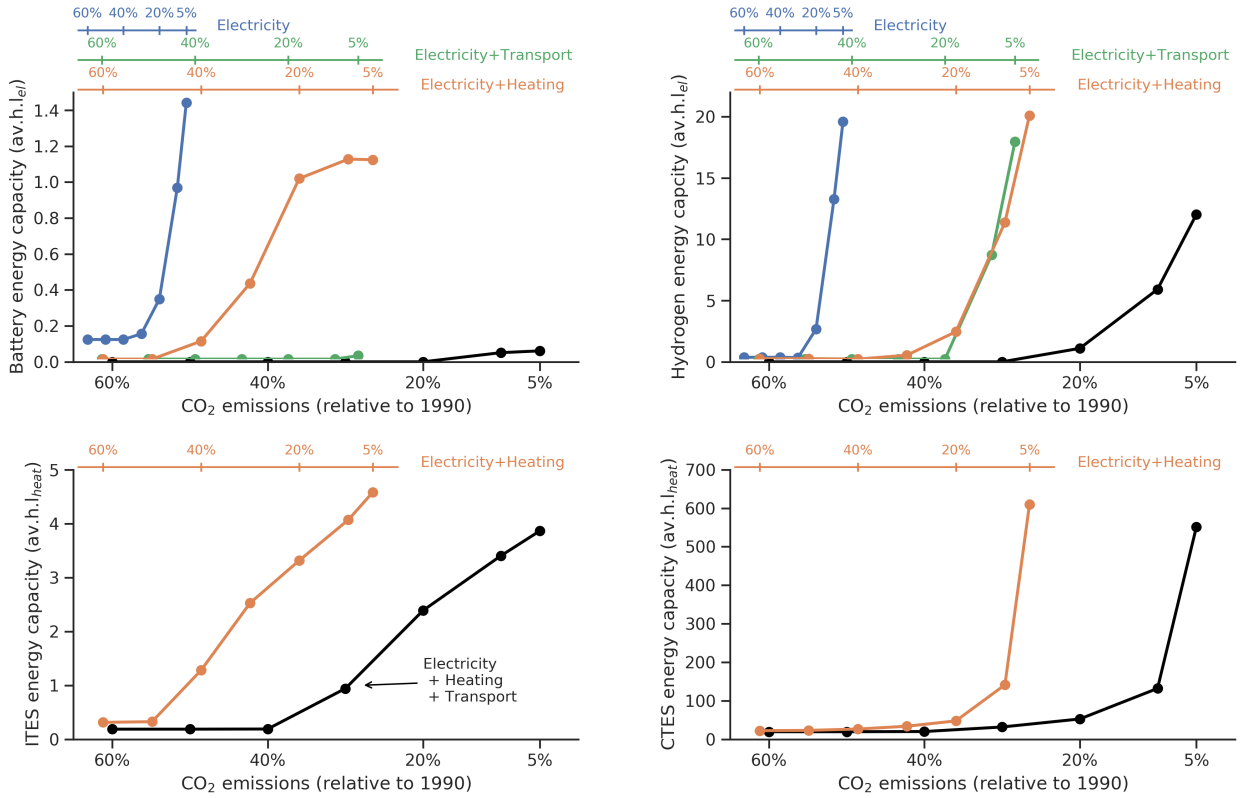 60% 40% 20% 5% Electricity
60% 40% 20% 5% Electricity+Transport
60% 40% 20% 5% Electricity+Heating
Battery energy capacity (av.h.l_el)
1.4
1.2
1.0
0.8
0.6
0.4
0.2
0.0
60% 40% 20% 5%
CO₂ emissions (relative to 1990)
60% 40% 20% 5% Electricity
60% 40% 20% 5% Electricity+Transport
60% 40% 20% 5% Electricity+Heating
Hydrogen energy capcity (av.h.l_el)
20
15
10
5
0
60% 40% 20% 5%
CO₂ emissions (relative to 1990)
60% 40% 20% 5% Electricity+Heating
ITES energy capacity (av.h.l_heat)
5
4
3
2
1
0
Electricity
+ Heating
+ Transport
60% 40% 20% 5%
CO₂ emissions (relative to 1990)
60% 40% 20% 5% Electricity+Heating
CTES energy capacity (av.h.l_heat)
700
600
500
400
300
200
100
0
60% 40% 20% 5%
CO₂ emissions (relative to 1990)